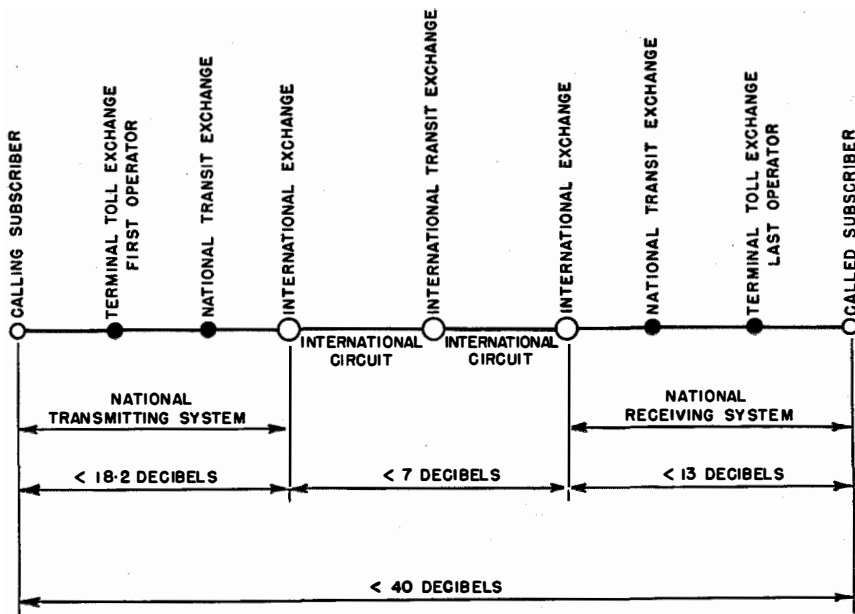 CALLING SUBSCRIBER
TERMINAL TOLL EXCHANGE
FIRST OPERATOR
NATIONAL TRANSIT EXCHANGE
INTERNATIONAL EXCHANGE
INTERNATIONAL TRANSIT EXCHANGE
INTERNATIONAL EXCHANGE
NATIONAL TRANSIT EXCHANGE
TERMINAL TOLL EXCHANGE
LAST OPERATOR
CALLED SUBSCRIBER
INTERNATIONAL
CIRCUIT
INTERNATIONAL
CIRCUIT
NATIONAL
TRANSMITTING SYSTEM
NATIONAL
RECEIVING SYSTEM
< 18·2 DECIBELS
< 7 DECIBELS
< 13 DECIBELS
< 40 DECIBELS